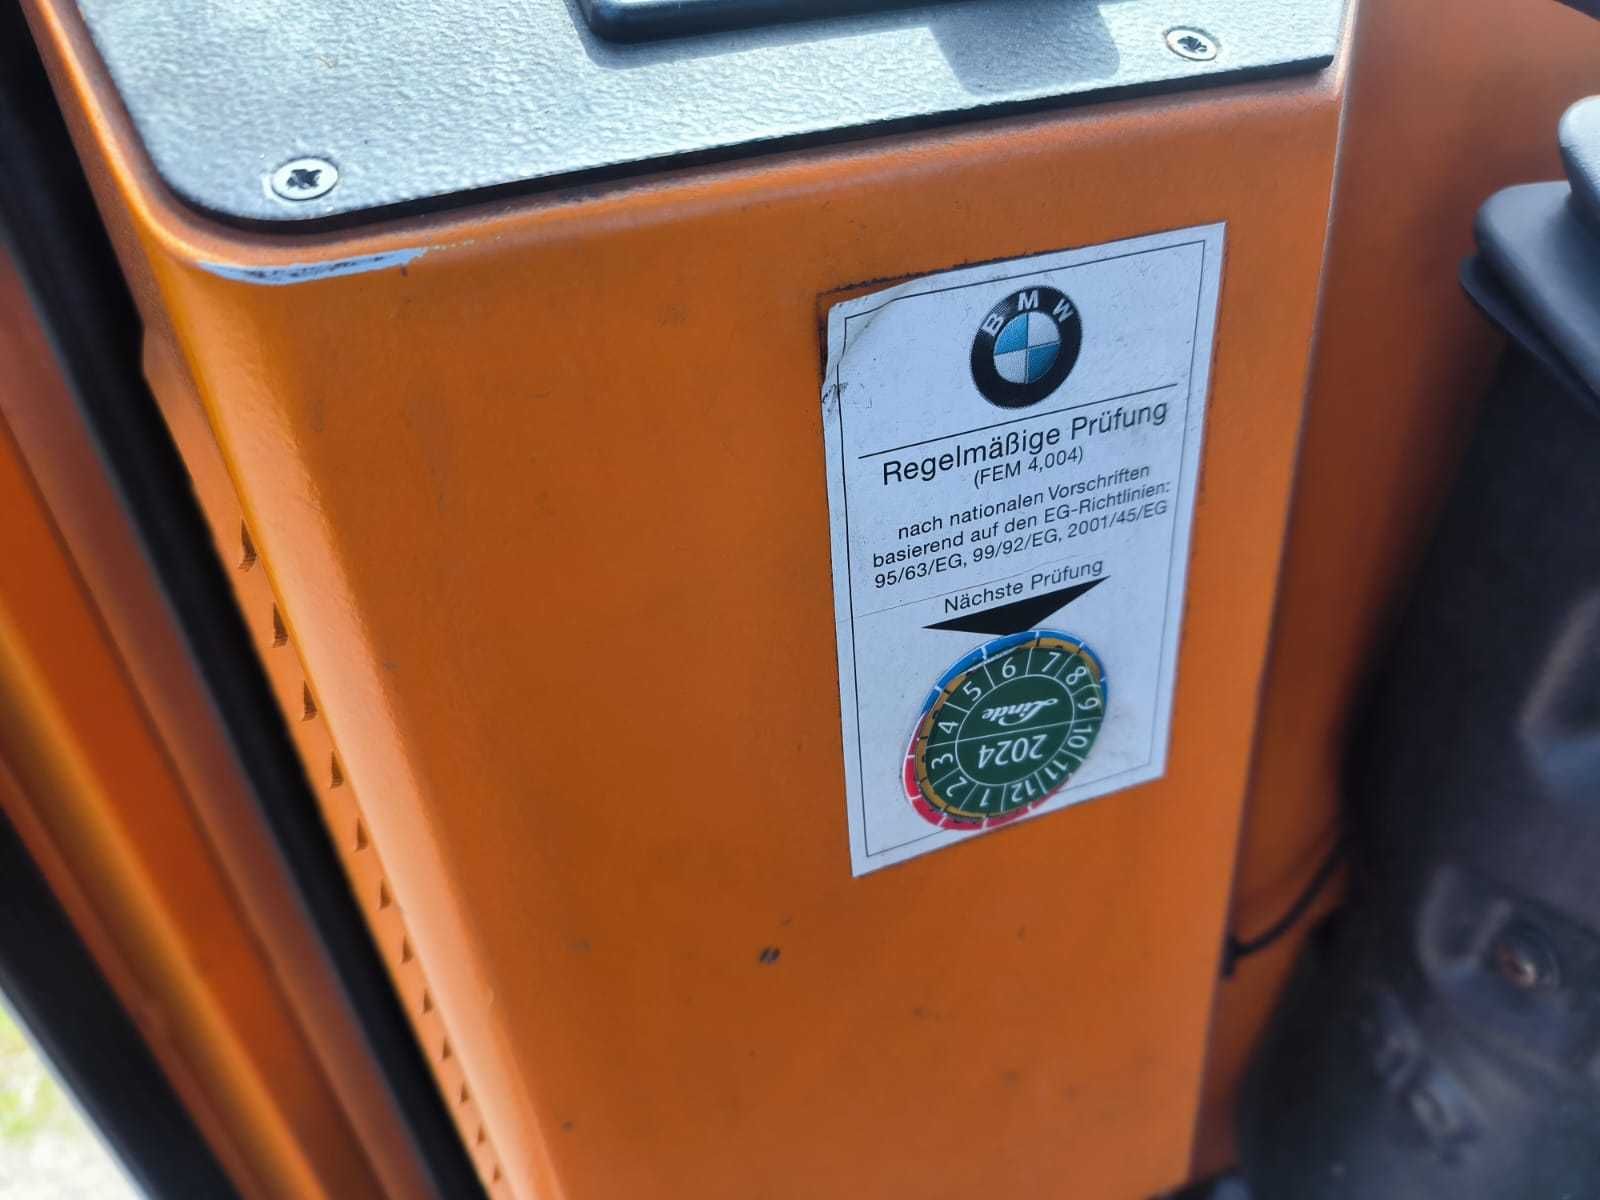 BMW
Regelmäßige Prüfung
(FEM 4,004)
nach nationalen Vorschriften
basierend auf den EG-Richtlinien:
95/63/EG, 99/92/EG, 2001/45/EG
Nächste Prüfung
1 2 3 4 5 6 7 8 9 10 11 12
Linde
2024